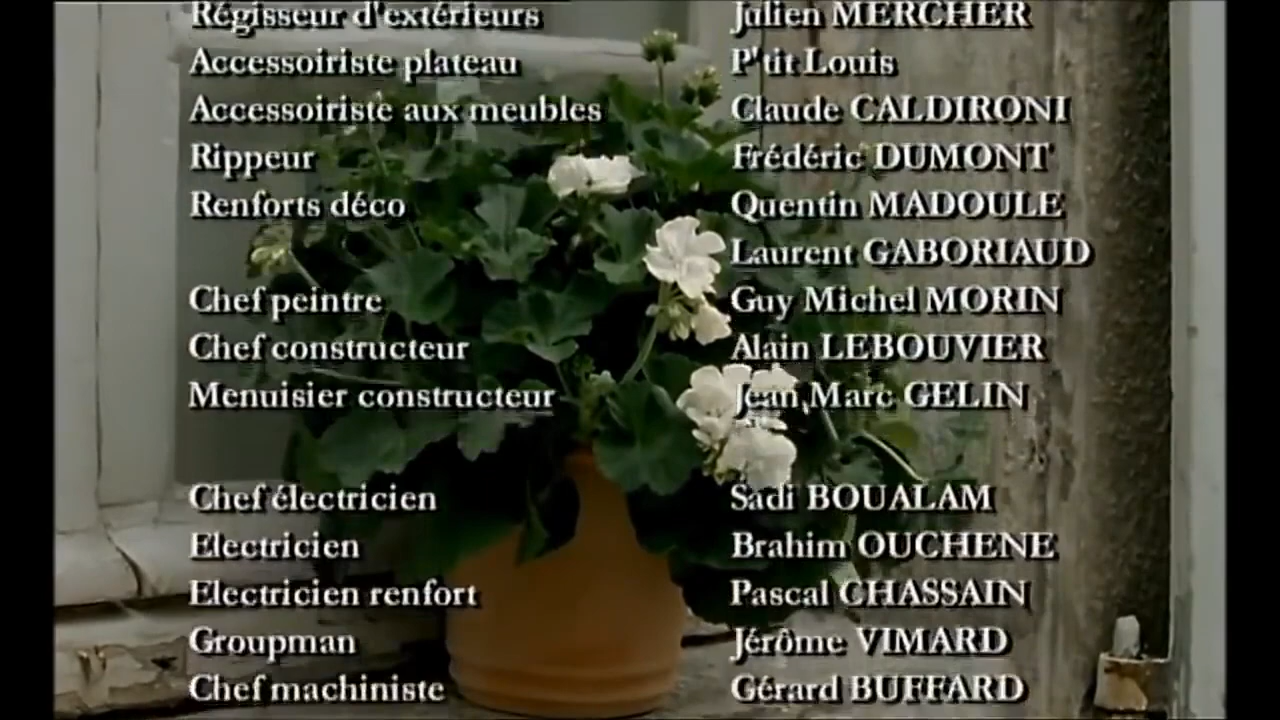 Régisseur d'extérieurs Julien MERCHER
Accessoiriste plateau P'tit Louis
Accessoiriste aux meubles Claude CALDIRONI
Rippeur Frédéric DUMONT
Renforts déco Quentin MADOULE
Laurent GABORIAUD
Chef peintre Guy Michel MORIN
Chef constructeur Alain LEBOUVIER
Menuisier constructeur Jean Marc GELIN
Chef électricien Sadi BOUALAM
Electricien Brahim OUCHENE
Electricien renfort Pascal CHASSAIN
Groupman Jérôme VIMARD
Chef machiniste Gérard BUFFARD